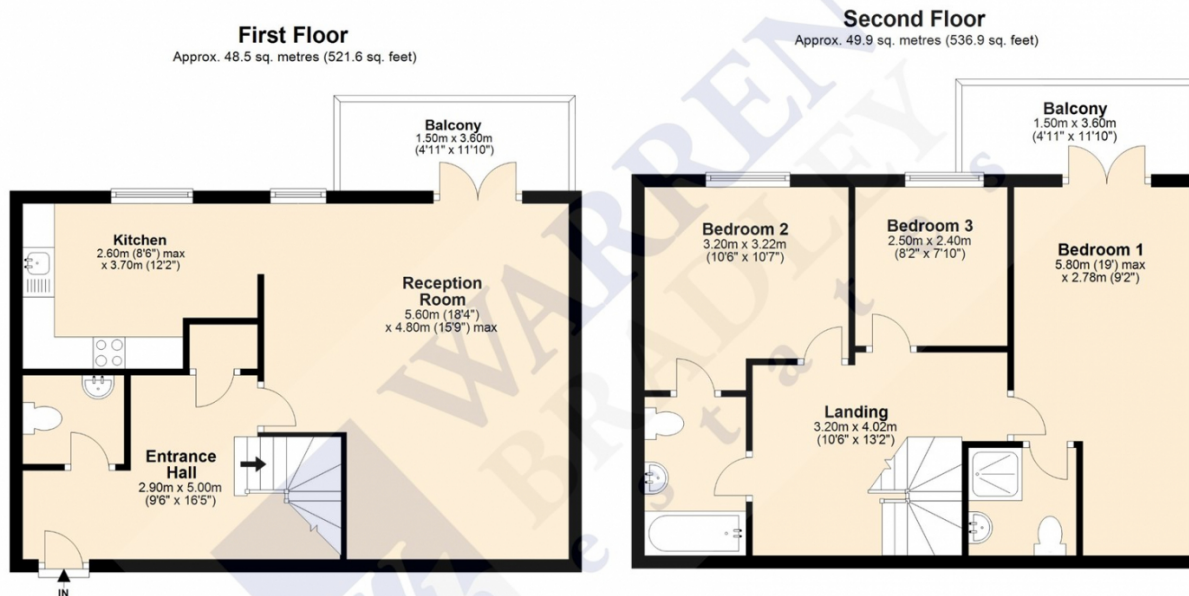 First Floor
Approx. 48.5 sq. metres (521.6 sq. feet)
Balcony
1.50m x 3.60m
(4'11" x 11'10")
Kitchen
2.60m (8'6") max
x 3.70m (12'2")
Reception
Room
5.60m (18'4")
x 4.80m (15'9") max
Entrance
Hall
2.90m x 5.00m
(9'6" x 16'5")
IN
Second Floor
Approx. 49.9 sq. metres (536.9 sq. feet)
Balcony
1.50m x 3.60m
(4'11" x 11'10")
Bedroom 2
3.20m x 3.22m
(10'6" x 10'7")
Bedroom 3
2.50m x 2.40m
(8'2" x 7'10")
Bedroom 1
5.80m (19') max
x 2.78m (9'2")
Landing
3.20m x 4.02m
(10'6" x 13'2")
WARREN
BRADLEY